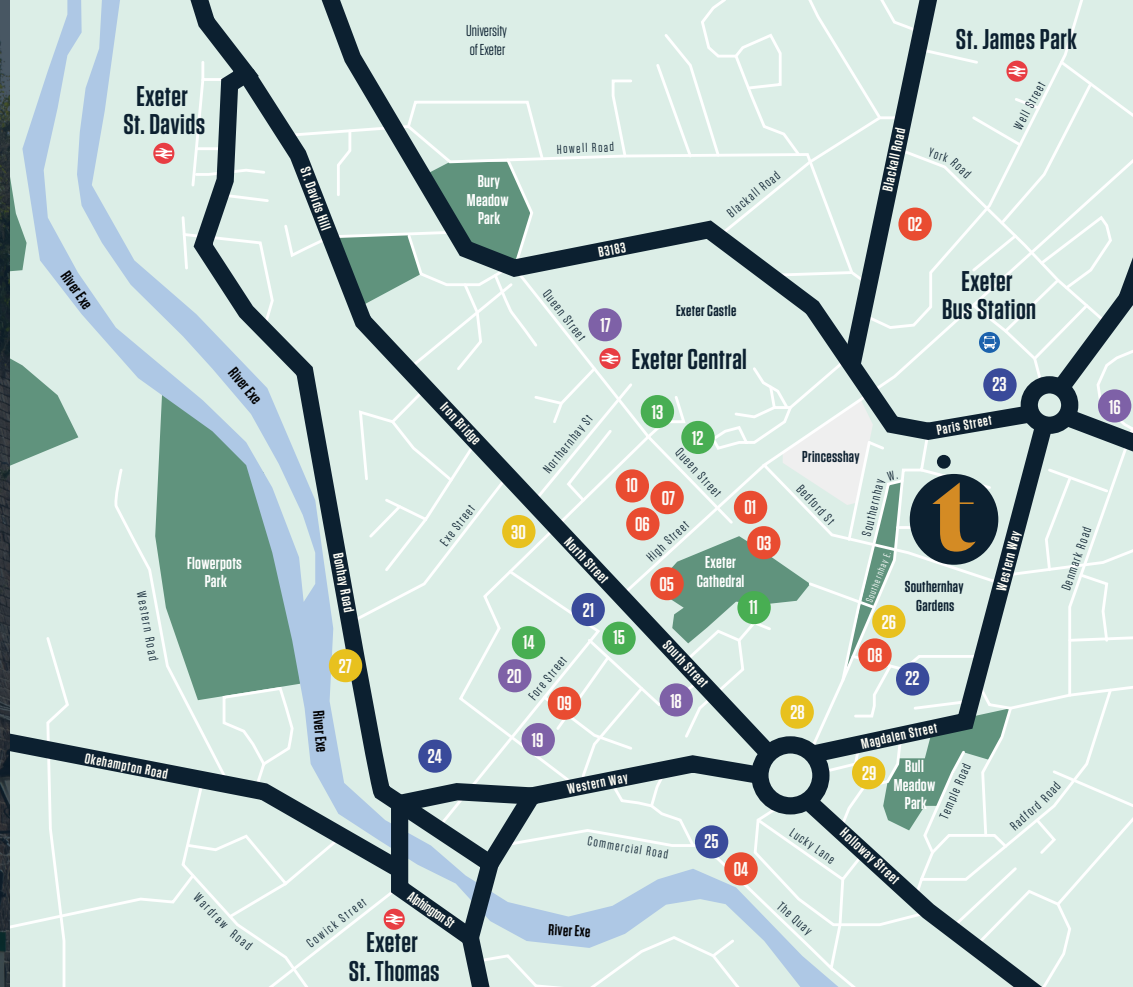 University
of Exeter
St. James Park
Exeter
St. Davids
Well Street
Howell Road
Blackall Road
York Road
St. Davids Hill
Bury
Meadow
Park
Blackall Road
02
B3183
River Exe
Queen Street
17
Exeter Castle
Exeter
Bus Station
Exeter Central
River Exe
23
16
13
12
Iron Bridge
Northernhay St
Queen Street
Paris Street
Princesshay
10
07
06
01
03
Bedford St
Southernhay W.
t
Exe Street
30
High Street
North Street
Exeter
Cathedral
05
11
Southernhay E.
Southernhay
Gardens
Western Way
Denmark Road
Flowerpots
Park
Bonhay Road
Western Road
21
15
14
20
Fore Street
09
19
18
South Street
26
08
22
27
River Exe
28
Magdalen Street
24
Okehampton Road
Western Way
29
Bull
Meadow
Park
Temple Road
Radford Road
Commercial Road
25
04
Lucky Lane
Holloway Street
The Quay
Wardrew Road
Cowick Street
Alphington St
River Exe
Exeter
St. Thomas